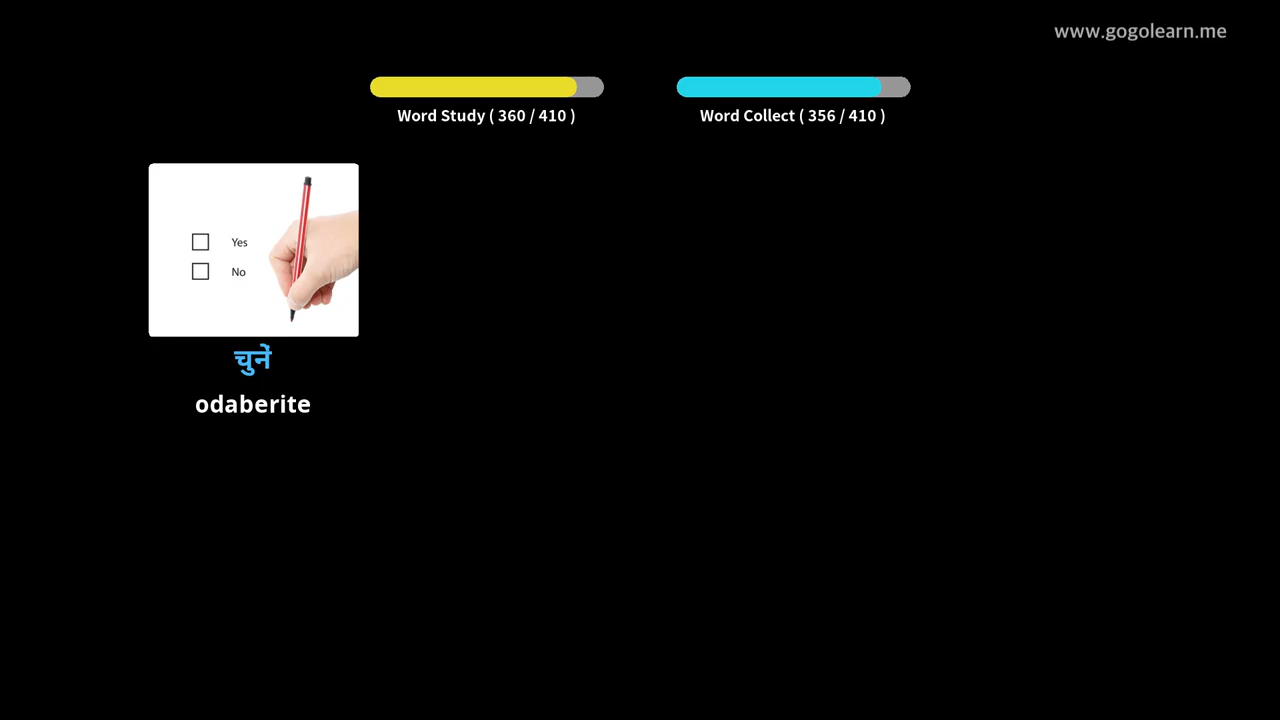 www.gogolearn.me
Word Study ( 360 / 410 )
Word Collect ( 356 / 410 )
Yes
No
चुनें
odaberite